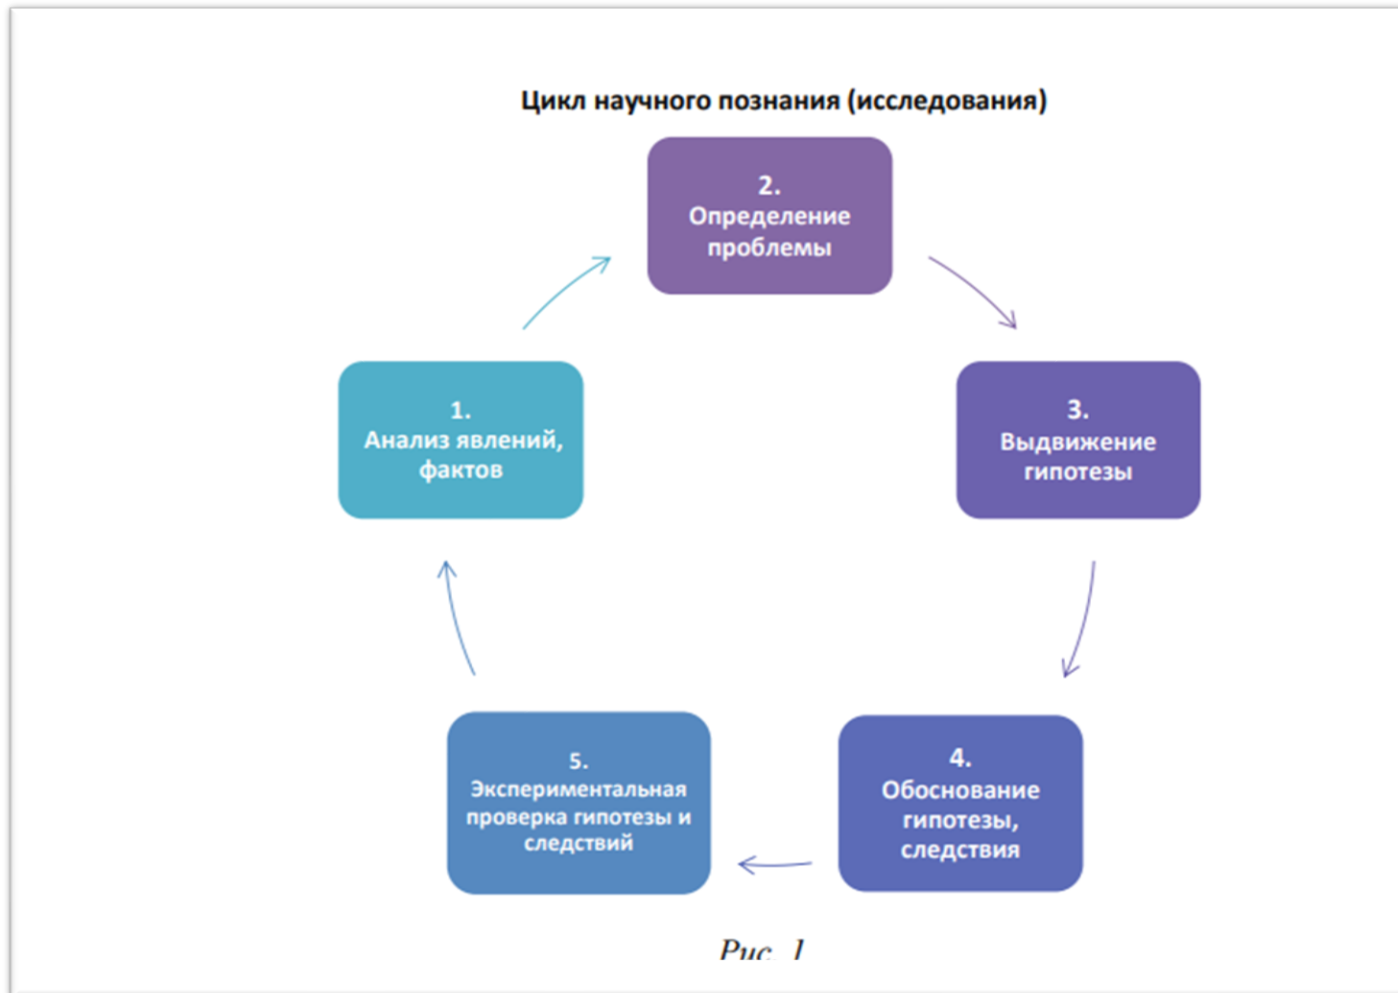 Цикл научного познания (исследования)
2.
Определение
проблемы
1.
Анализ явлений,
фактов
3.
Выдвижение
гипотезы
5.
Экспериментальная
проверка гипотезы и
следствий
4.
Обоснование
гипотезы,
следствия
Рис. 1